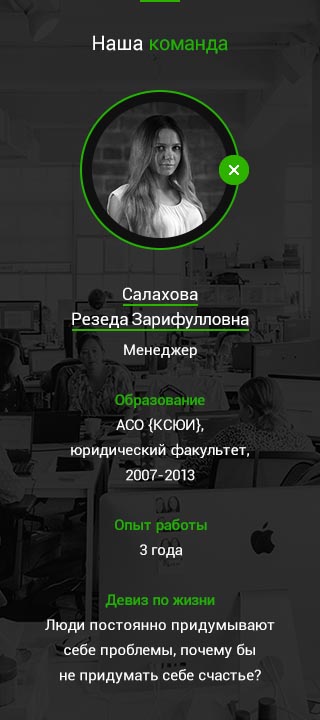 Наша команда
Салахова
Резеда Зарифулловна
Менеджер
Образование
АСО {КСЮИ},
юридический факультет,
2007-2013
Опыт работы
3 года
Девиз по жизни
Люди постоянно придумывают
себе проблемы, почему бы
не придумать себе счастье?